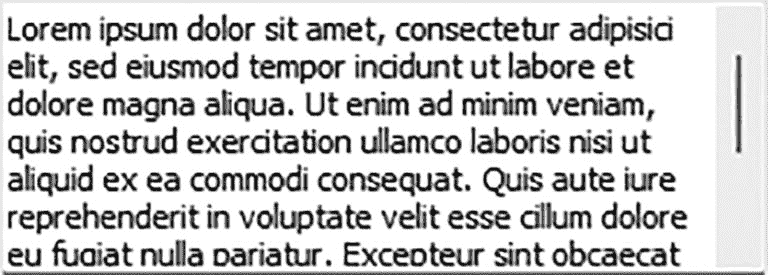 Lorem ipsum dolor sit amet, consectetur adipisici
elit, sed eiusmod tempor incidunt ut labore et
dolore magna aliqua. Ut enim ad minim veniam,
quis nostrud exercitation ullamco laboris nisi ut
aliquid ex ea commodi consequat. Quis aute iure
reprehenderit in voluptate velit esse cillum dolore
eu fugiat nulla pariatur. Excepteur sint obcaecat